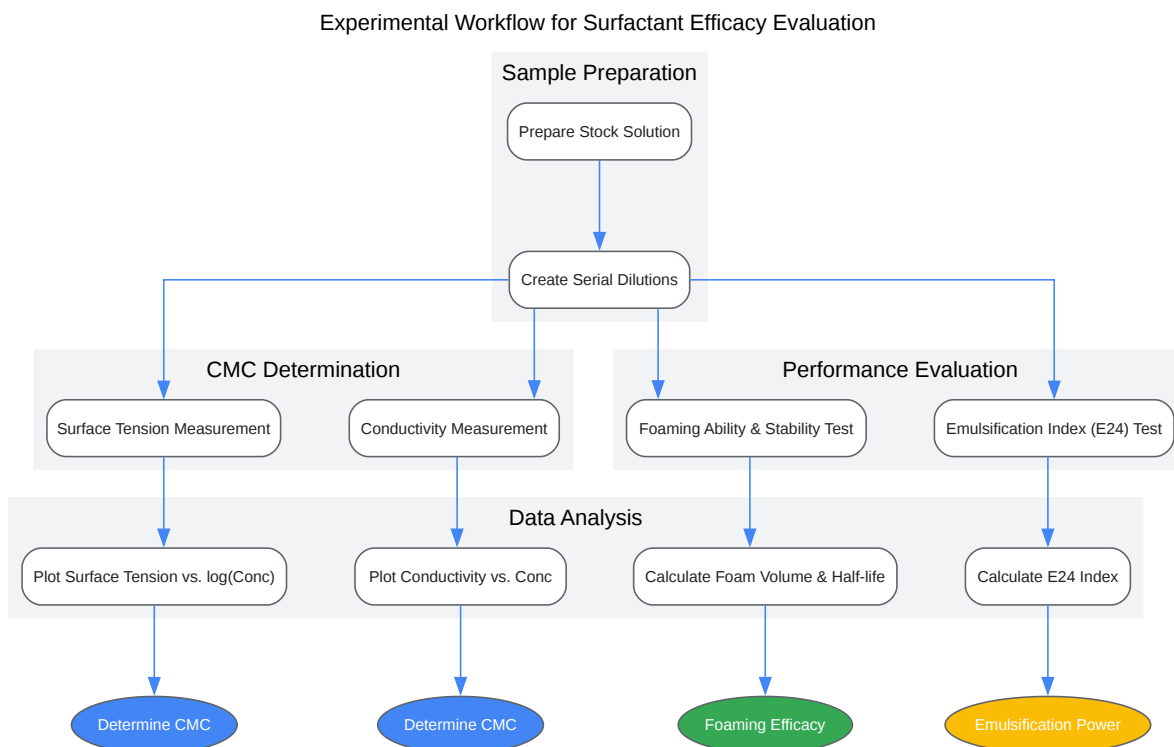 Experimental Workflow for Surfactant Efficacy Evaluation
Sample Preparation
Prepare Stock Solution
Create Serial Dilutions
CMC Determination
Performance Evaluation
Surface Tension Measurement
Conductivity Measurement
Foaming Ability & Stability Test
Emulsification Index (E24) Test
Data Analysis
Plot Surface Tension vs. log(Conc)
Plot Conductivity vs. Conc
Calculate Foam Volume & Half-life
Calculate E24 Index
Determine CMC
Determine CMC
Foaming Efficacy
Emulsification Power